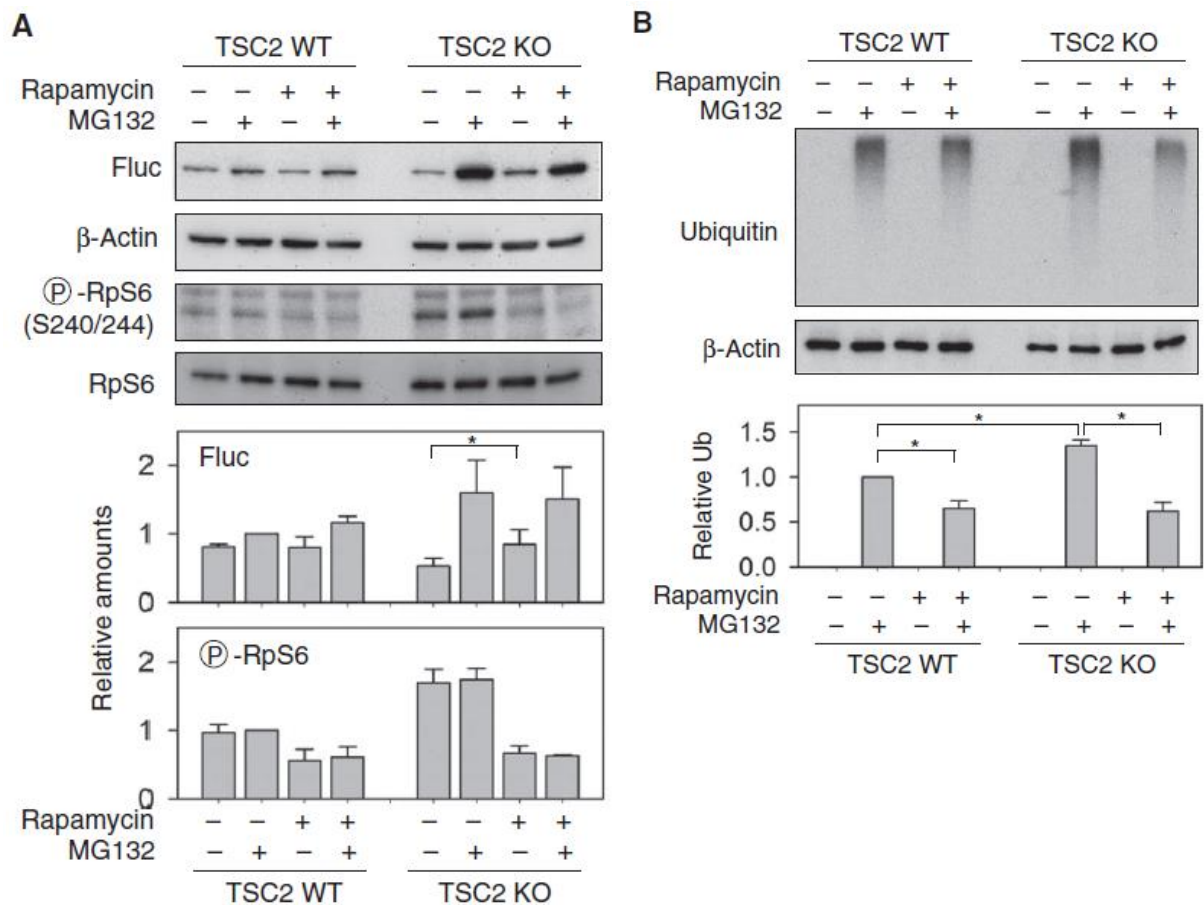 A
TSC2 WT TSC2 KO
Rapamycin – – + + – – + +
MG132 – + – + – + – +
Fluc
β-Actin
Ⓟ-RpS6
(S240/244)
RpS6
Fluc
*
2
1
0
Relative amounts
Ⓟ-RpS6
2
1
0
Rapamycin – – + + – – + +
MG132 – + – + – + – +
TSC2 WT TSC2 KO
B
TSC2 WT TSC2 KO
Rapamycin – – + + – – + +
MG132 – + – + – + – +
Ubiquitin
β-Actin
* * *
1.5
1.0
0.5
0.0
Relative Ub
Rapamycin – – + + – – + +
MG132 – + – + – + – +
TSC2 WT TSC2 KO